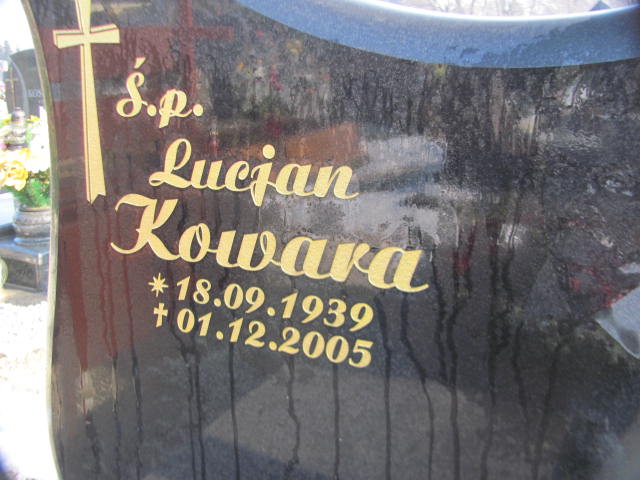 ś.p.
Lucjan
Kowara
* 18.09.1939
† 01.12.2005